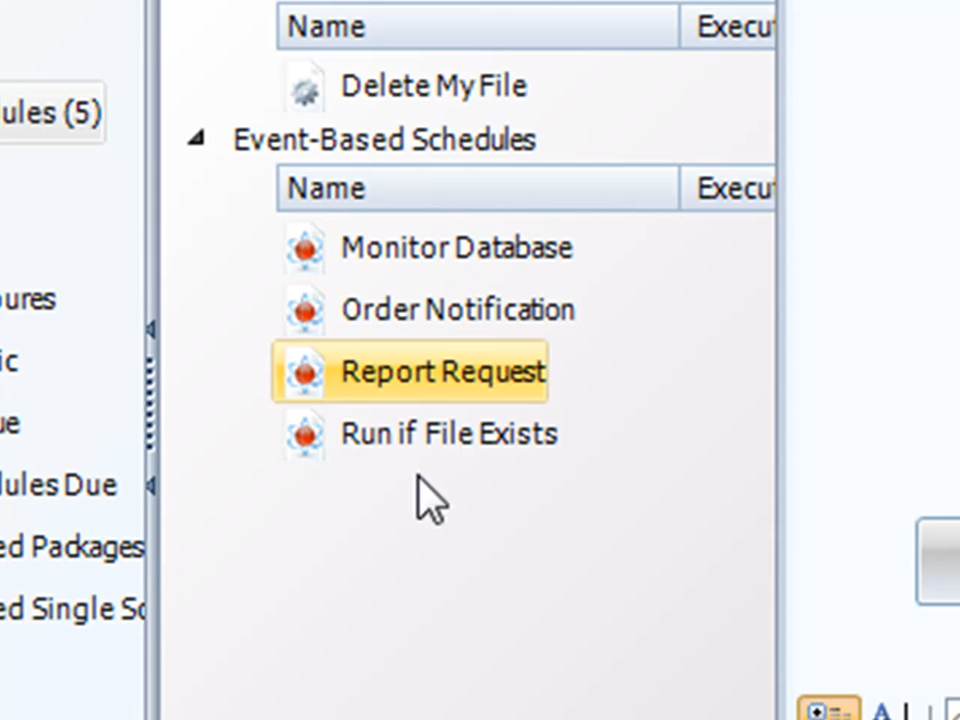 Name Execu
Delete My File
ules (5)
Event-Based Schedules
Name Execu
Monitor Database
ures
Order Notification
ic
Report Request
ue
Run if File Exists
dules Due
ed Packages
ed Single Sc
A